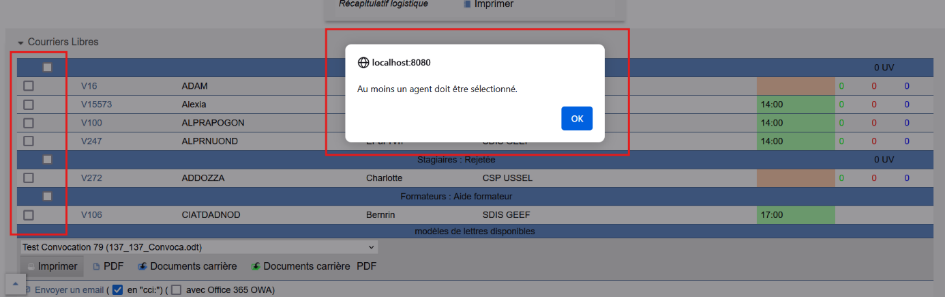 Récapitulatif logistique Imprimer
Courriers Libres
localhost:8080
Au moins un agent doit être sélectionné.
OK
0 UV
V16 ADAM 0 0 0
V15573 Alexia 14:00 0 0 0
V100 ALPRAPOGON 14:00 0 0 0
V247 ALPRNUOND SDIS GEEF 14:00 0 0 0
Stagiaires : Rejetée 0 UV
V272 ADDOZZA Charlotte CSP USSEL 0 0 0
Formateurs : Aide formateur
V106 CIATDADNOD Bemrin SDIS GEEF 17:00
modèles de lettres disponibles
Test Convocation 79 (137_137_Convoca.odt)
Imprimer PDF Documents carrière Documents carrière PDF
Envoyer un email ( en "cci:") ( avec Office 365 OWA)